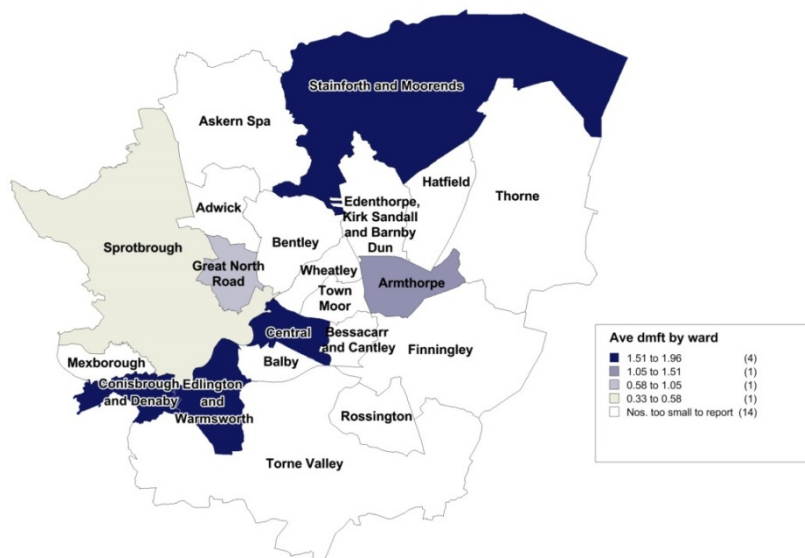 Stainforth and Moorends
Askern Spa
Hatfield
Thorne
Edenthorpe,
Kirk Sandall
and Barnby
Dun
Adwick
Bentley
Sprotbrough
Great North
Road
Wheatley
Armthorpe
Town
Moor
Central
Bessacarr
and Cantley
Finningley
Mexborough
Balby
Conisbrough
and Denaby
Edlington
and
Warmsworth
Rossington
Torne Valley
Ave dmft by ward
1.51 to 1.96 (4)
1.05 to 1.51 (1)
0.58 to 1.05 (1)
0.33 to 0.58 (1)
Nos. too small to report (14)